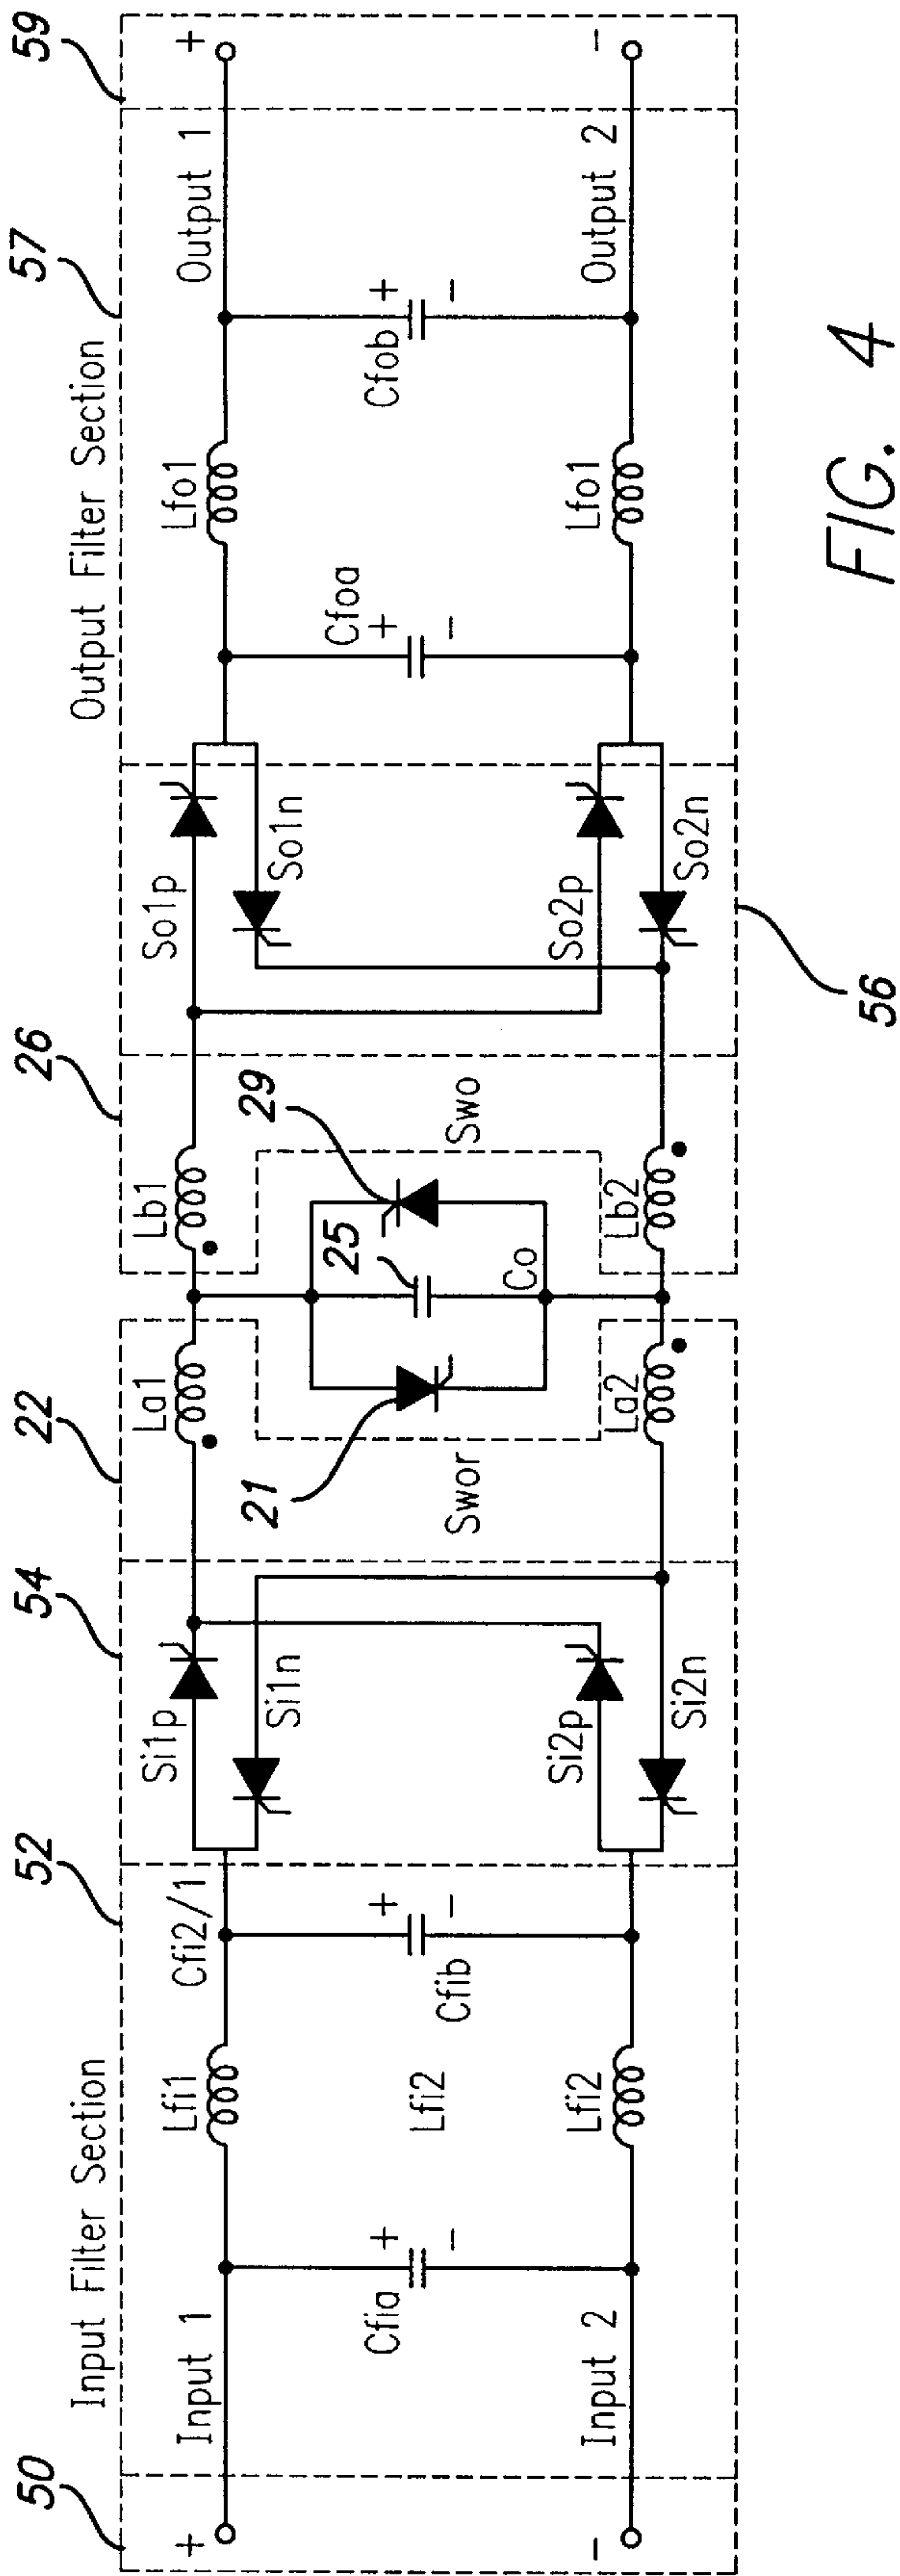 50
52
54
22
26
57
59
Input Filter Section
Output Filter Section
+
Input 1
Lfi1
Cfi2/1
Si1p
Si1n
La1
Lb1
So1p
So1n
Lfo1
Output 1
+
Cfia
+
-
Lfi2
Cfib
+
-
21
Swor
25
Co
29
Swo
Cfoa
+
-
Cfob
+
-
-
Input 2
Lfi2
Si2p
Si2n
La2
Lb2
So2p
So2n
Lfo1
Output 2
-
56
FIG. 4